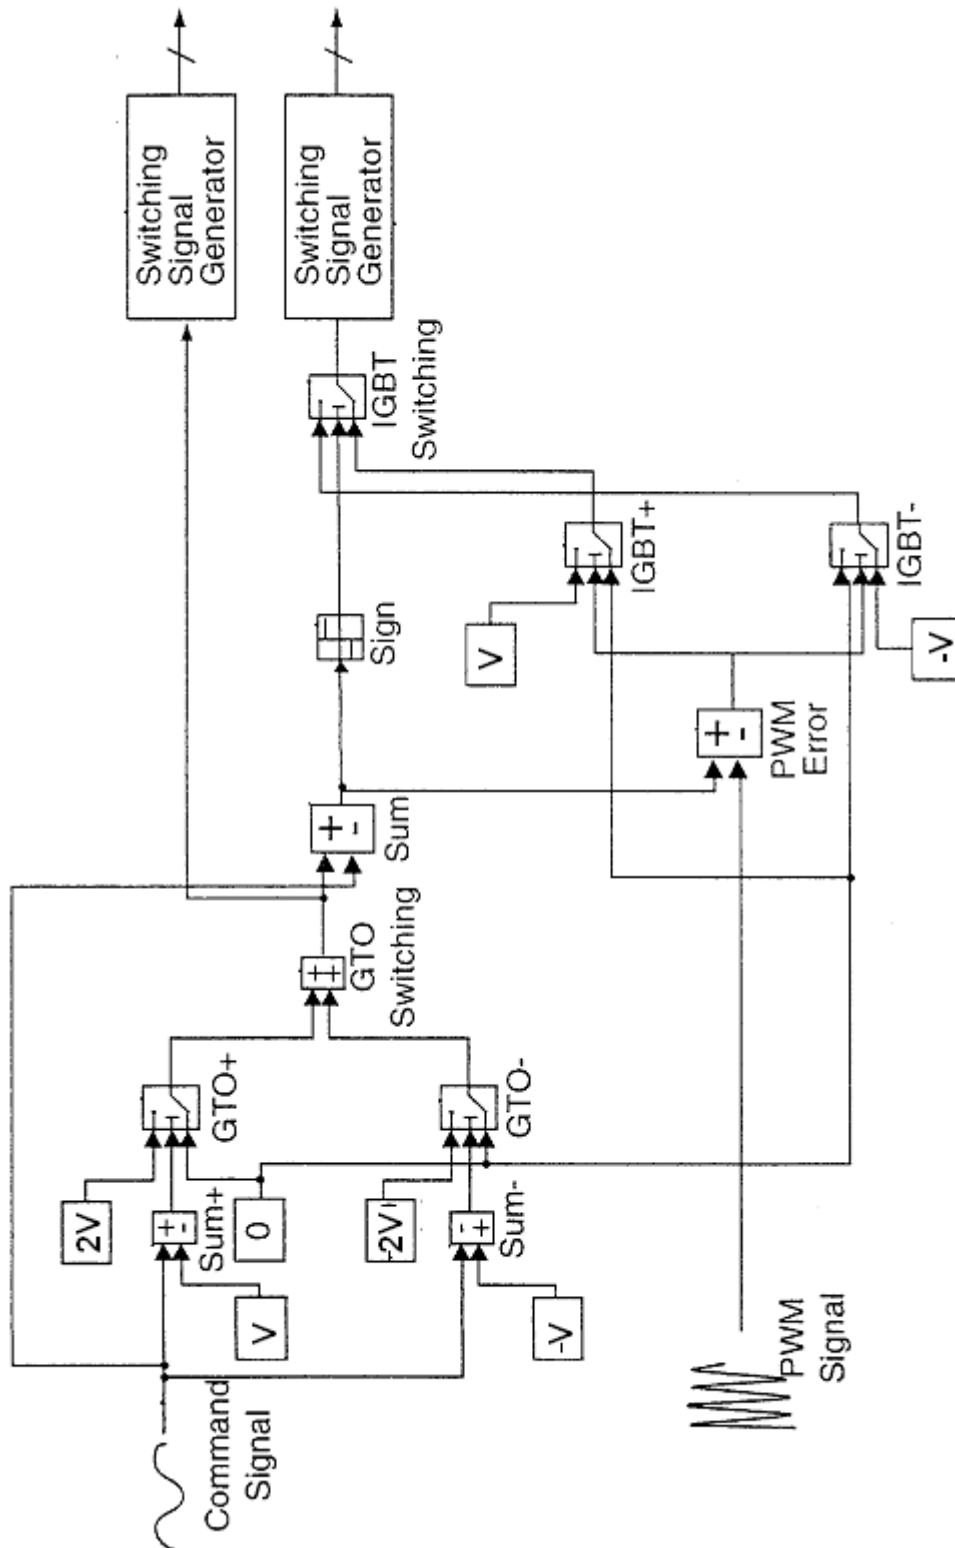 Switching
Signal
Generator
Switching
Signal
Generator
IGBT
Switching
IGBT+
IGBT-
V
-V
Sign
+
-
PWM
Error
+
-
Sum
GTO
Switching
++
GTO+
GTO-
2V
+
-
Sum+
0
-2V
-
+
Sum-
V
-V
Command
Signal
PWM
Signal